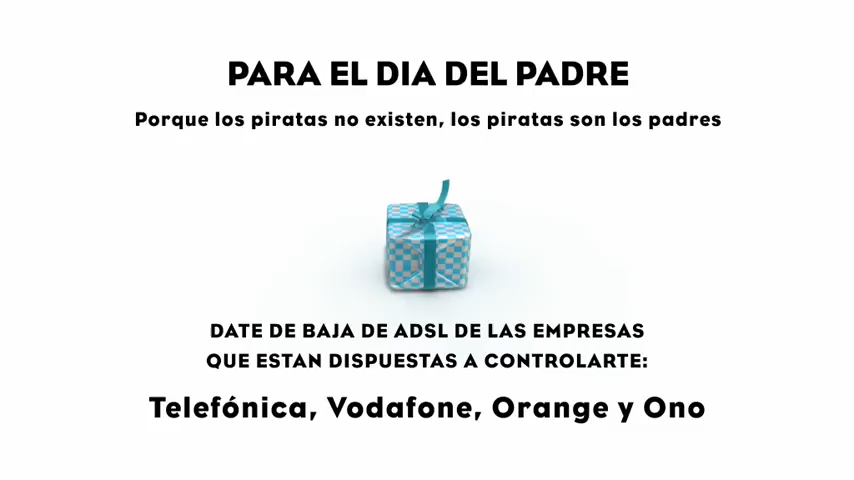 PARA EL DIA DEL PADRE
Porque los piratas no existen, los piratas son los padres
DATE DE BAJA DE ADSL DE LAS EMPRESAS
QUE ESTAN DISPUESTAS A CONTROLARTE:
Telefónica, Vodafone, Orange y Ono